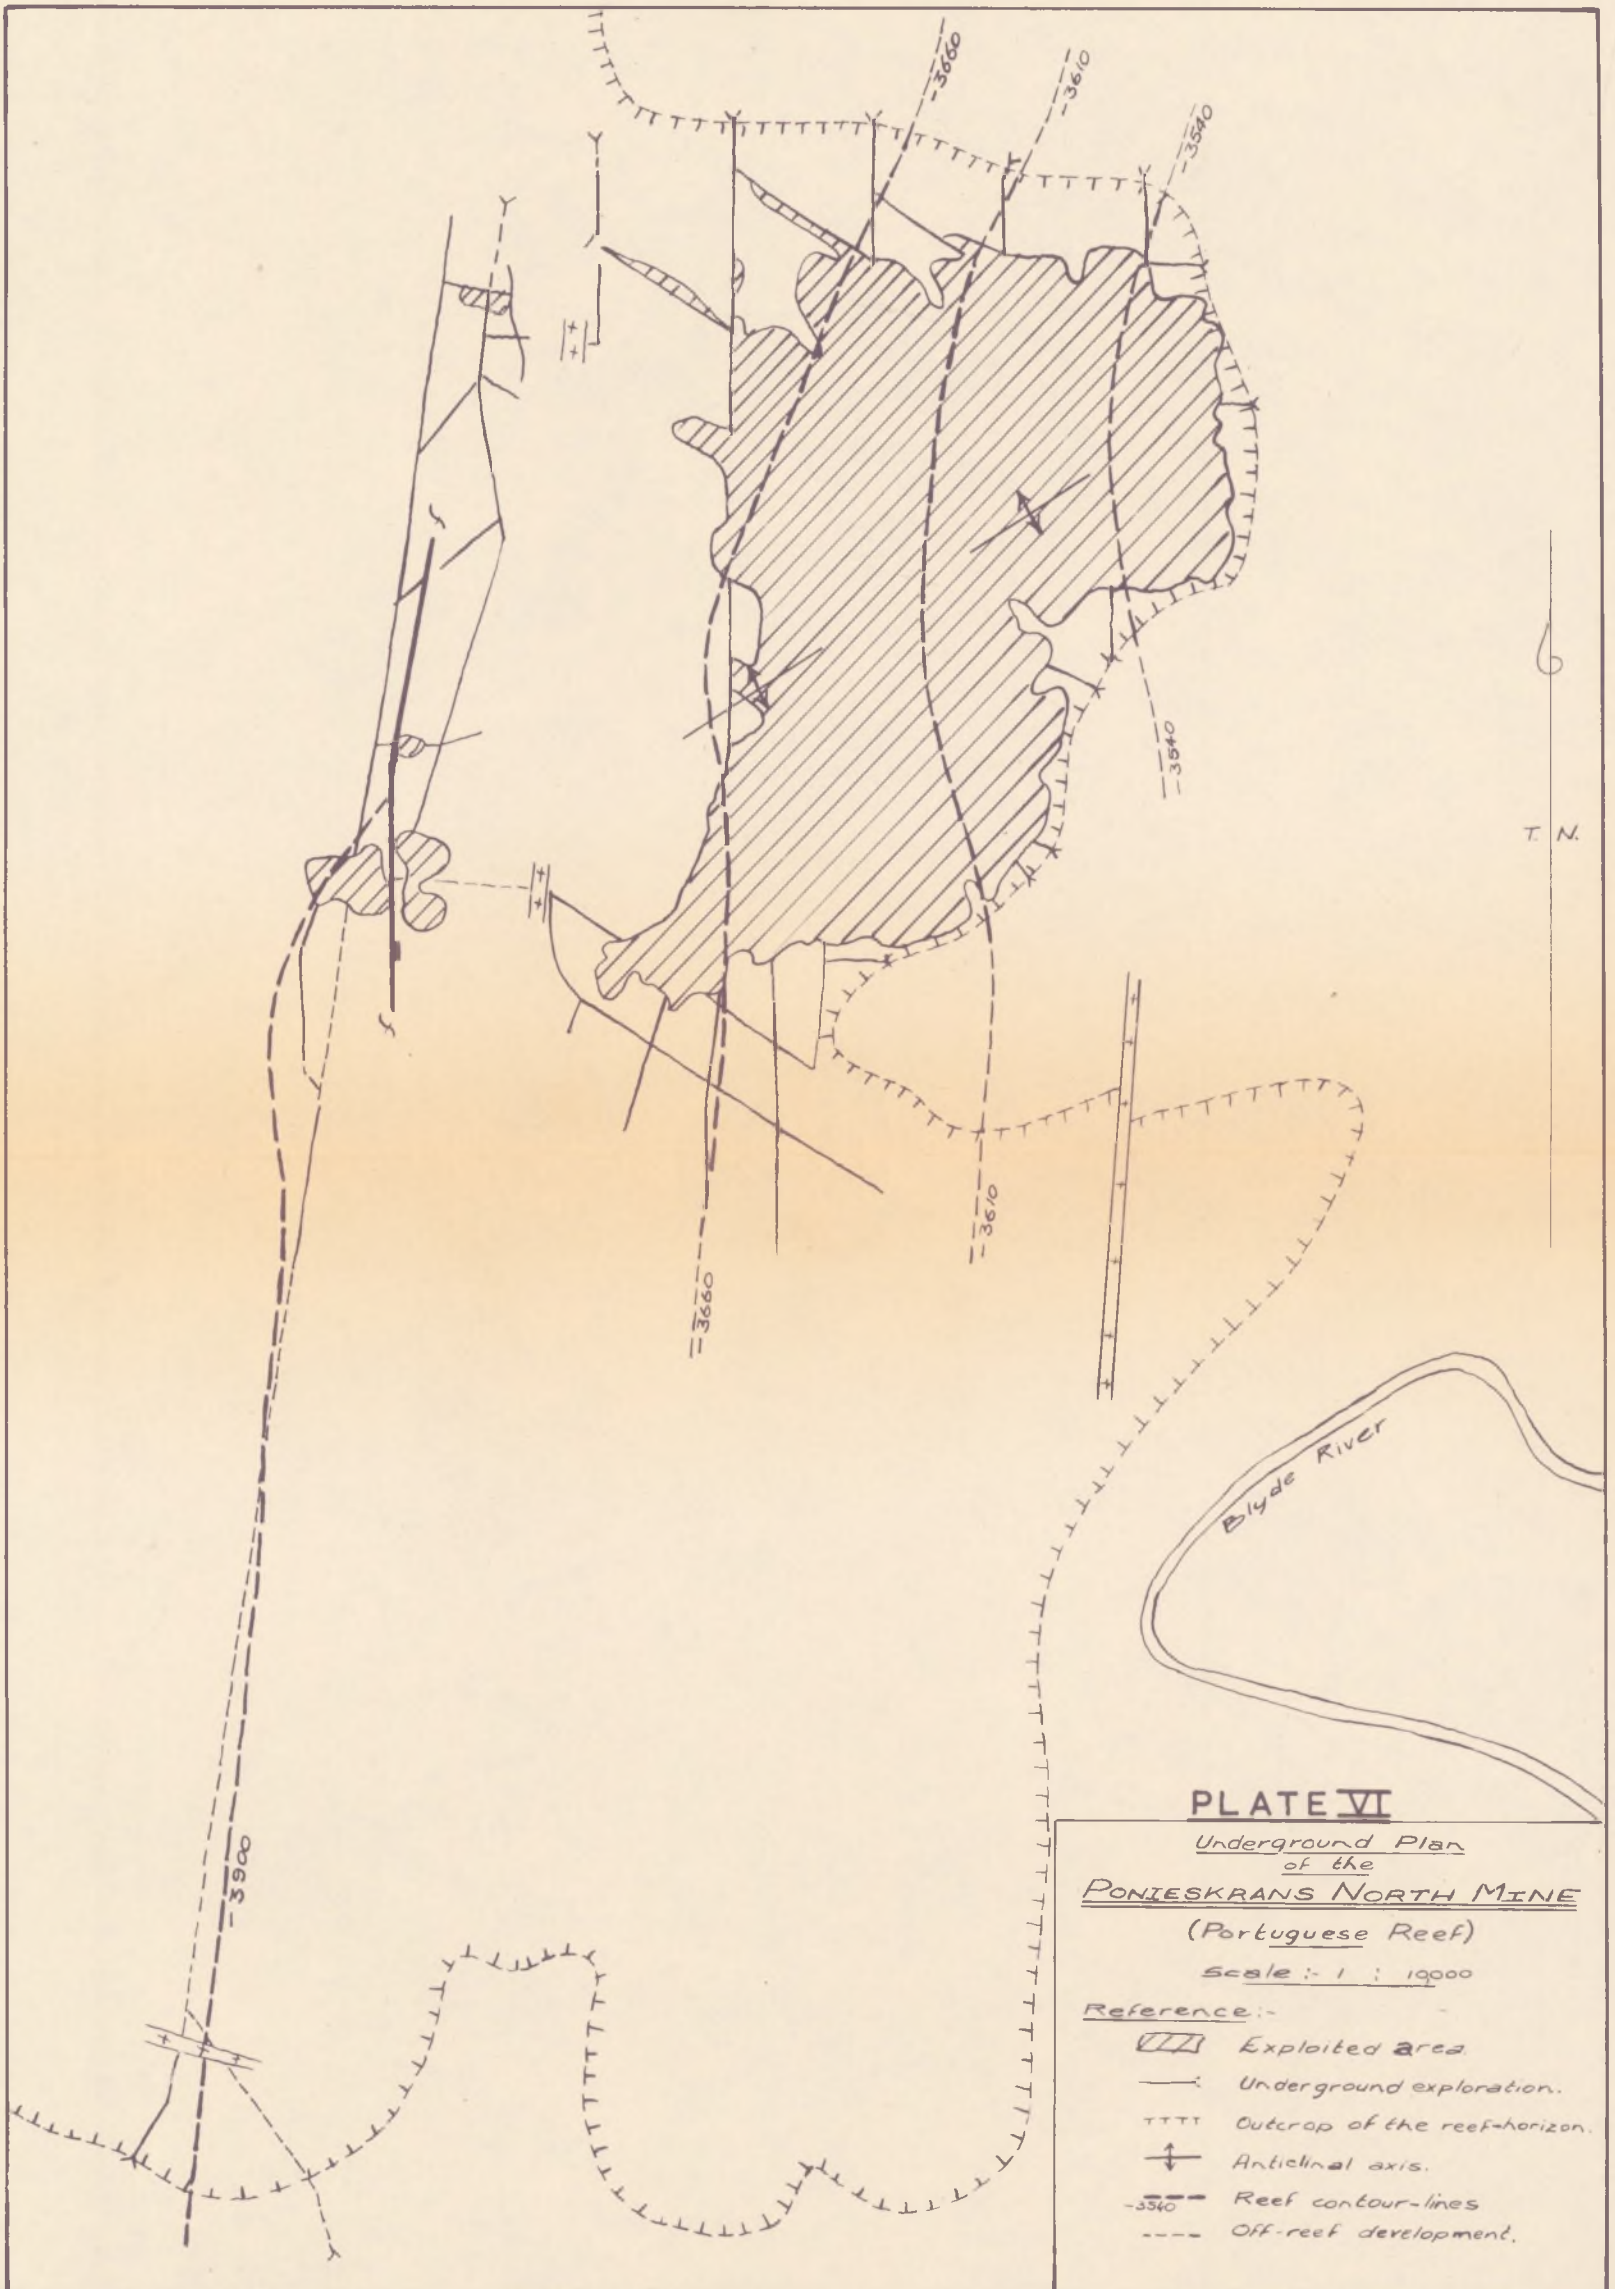 -3660
-3610
-3540
f
-3540
T. N.
f
-3610
-3660
Blyde River
-3900
PLATE VI
Underground Plan
of the
PONIESKRANS NORTH MINE
(Portuguese Reef)
Scale :- 1 : 10000
Reference :-
Exploited area.
Underground exploration.
Outcrop of the reef-horizon.
Anticlinal axis.
-3540 Reef contour-lines
Off-reef development.